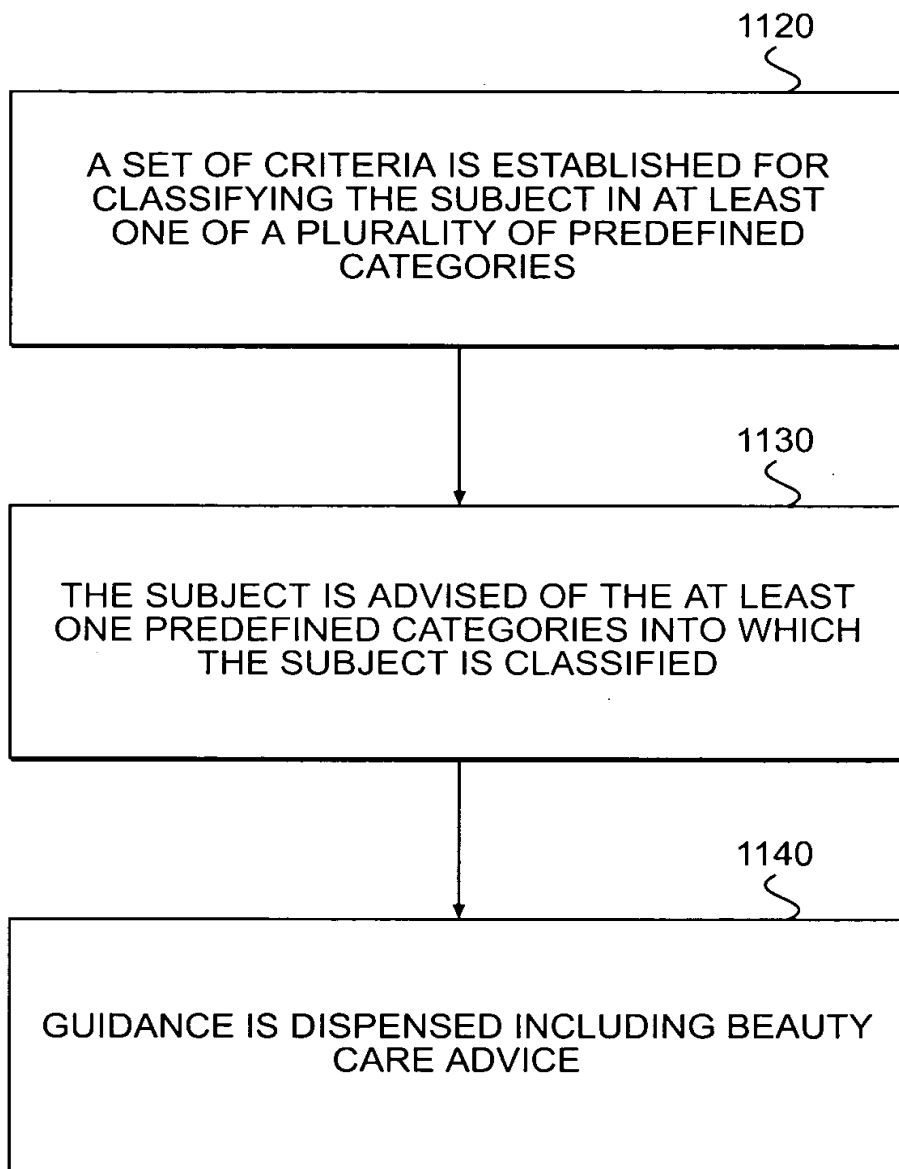 1120
A SET OF CRITERIA IS ESTABLISHED FOR
CLASSIFYING THE SUBJECT IN AT LEAST
ONE OF A PLURALITY OF PREDEFINED
CATEGORIES
1130
THE SUBJECT IS ADVISED OF THE AT LEAST
ONE PREDEFINED CATEGORIES INTO WHICH
THE SUBJECT IS CLASSIFIED
1140
GUIDANCE IS DISPENSED INCLUDING BEAUTY
CARE ADVICE